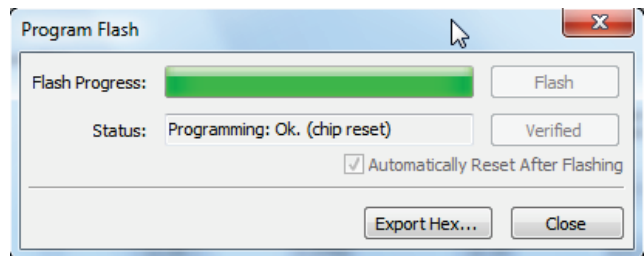 Program Flash
Flash Progress:
Flash
Status:
Programming: Ok. (chip reset)
Verified
Automatically Reset After Flashing
Export Hex...
Close